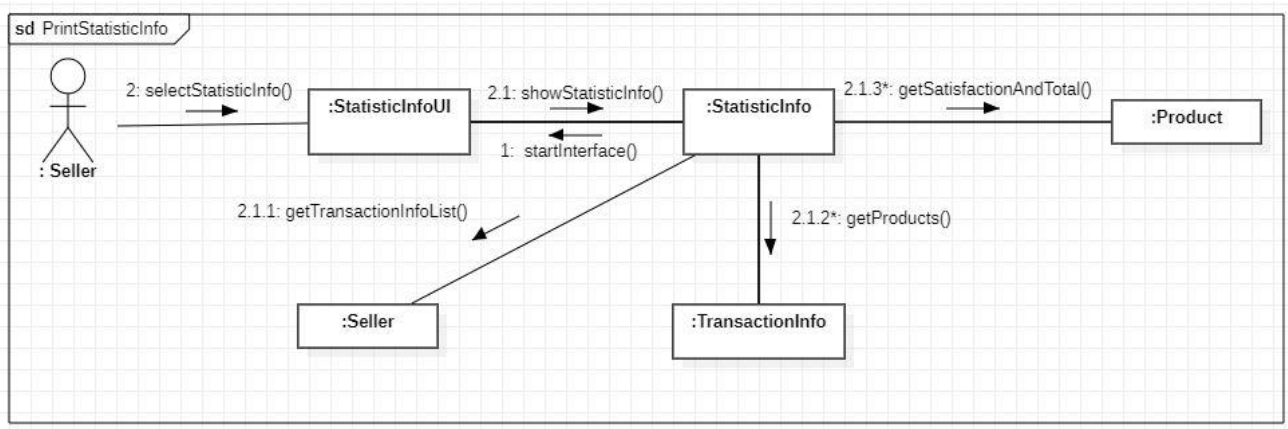 sd PrintStatisticInfo
2: selectStatisticInfo()
:StatisticInfoUI
2.1: showStatisticInfo()
1: startInterface()
:StatisticInfo
2.1.3*: getSatisfactionAndTotal()
:Product
: Seller
2.1.1: getTransactionInfoList()
2.1.2*: getProducts()
:Seller
:TransactionInfo